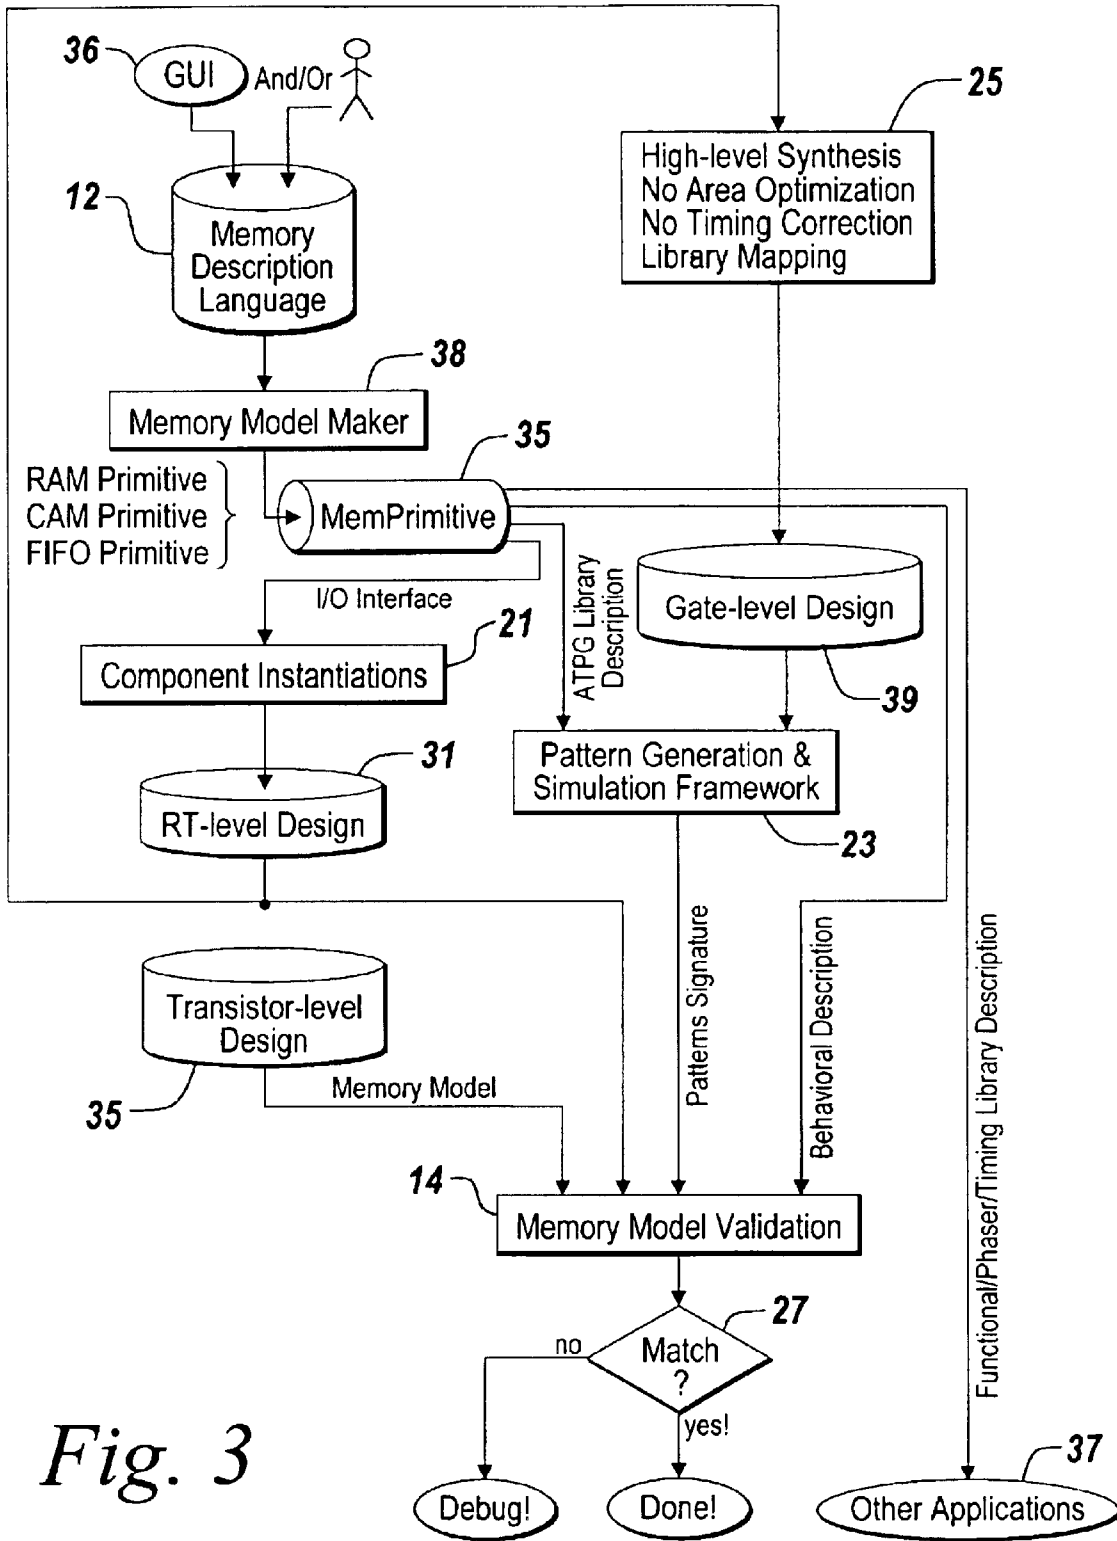 36
GUI
And/Or
25
High-level Synthesis
No Area Optimization
No Timing Correction
Library Mapping
12
Memory
Description
Language
38
Memory Model Maker
35
RAM Primitive
CAM Primitive
FIFO Primitive
MemPrimitive
I/O Interface
ATPG Library
Description
Gate-level Design
39
21
Component Instantiations
31
RT-level Design
Pattern Generation &
Simulation Framework
23
Transistor-level
Design
35
Memory Model
Patterns Signature
Behavioral Description
Functional/Phaser/Timing Library Description
14
Memory Model Validation
27
Match
?
no
yes!
Fig. 3
Debug!
Done!
37
Other Applications